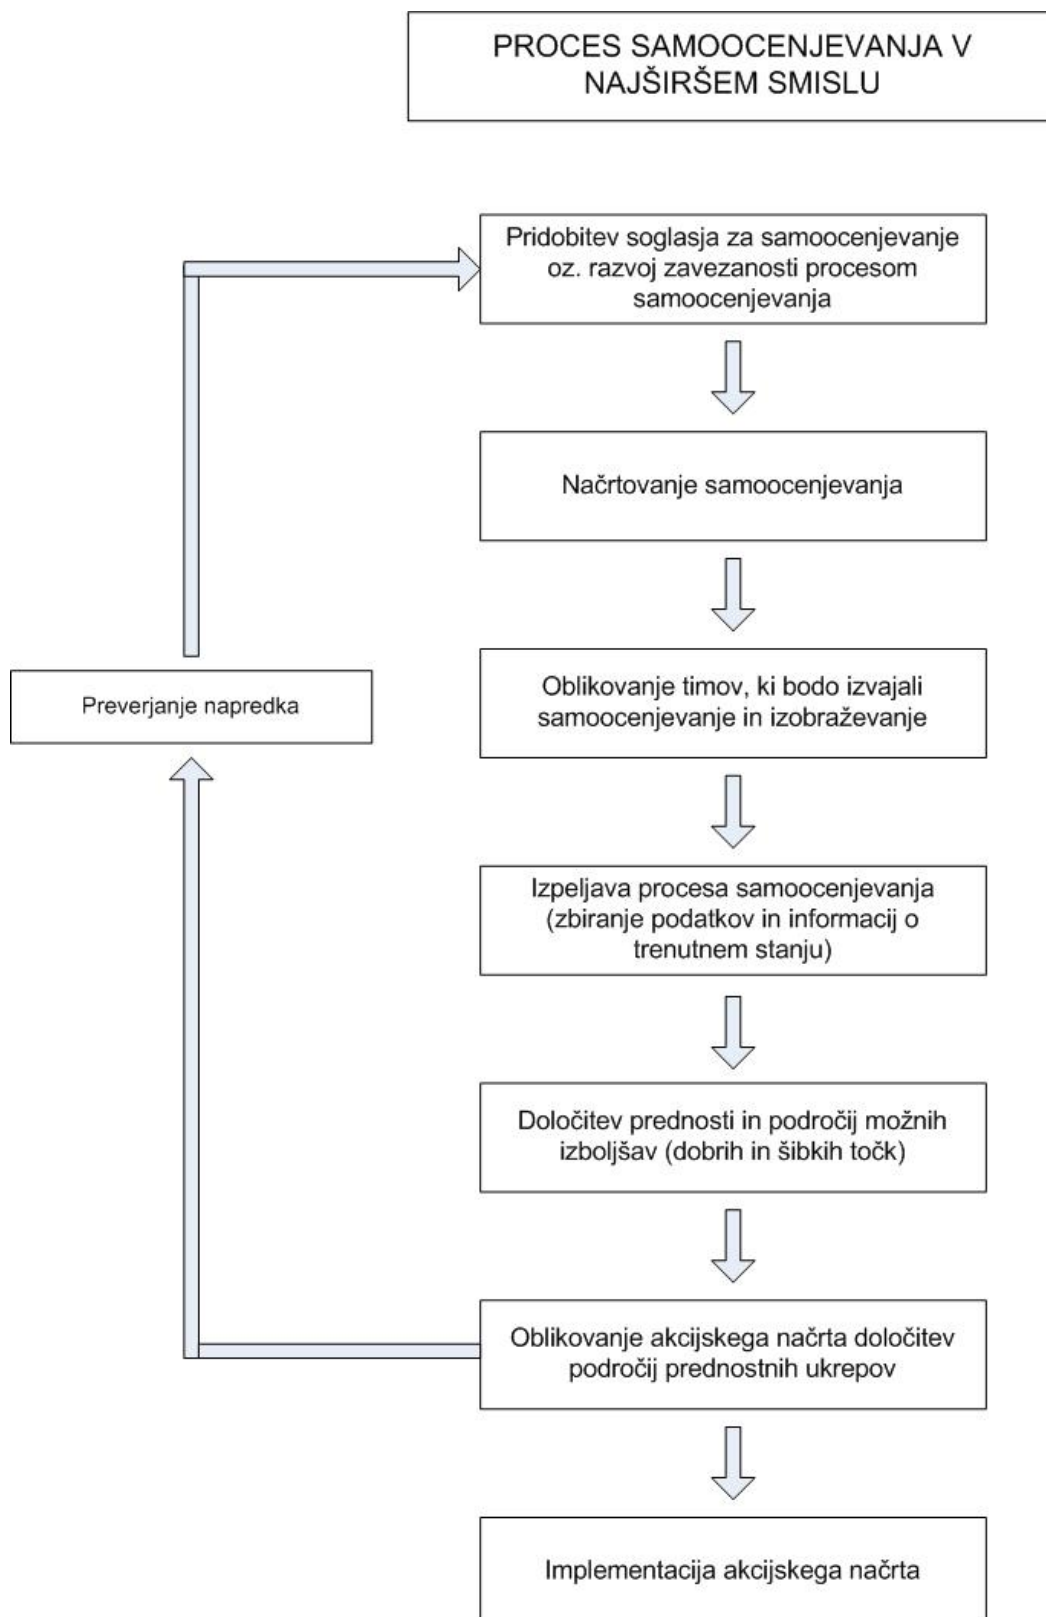 PROCES SAMOOCENJEVANJA V
NAJŠIRŠEM SMISLU
Pridobitev soglasja za samoocenjevanje
oz. razvoj zavezanosti procesom
samoocenjevanja
Načrtovanje samoocenjevanja
Oblikovanje timov, ki bodo izvajali
samoocenjevanje in izobraževanje
Preverjanje napredka
Izpeljava procesa samoocenjevanja
(zbiranje podatkov in informacij o
trenutnem stanju)
Določitev prednosti in področij možnih
izboljšav (dobrih in šibkih točk)
Oblikovanje akcijskega načrta določitev
področij prednostnih ukrepov
Implementacija akcijskega načrta